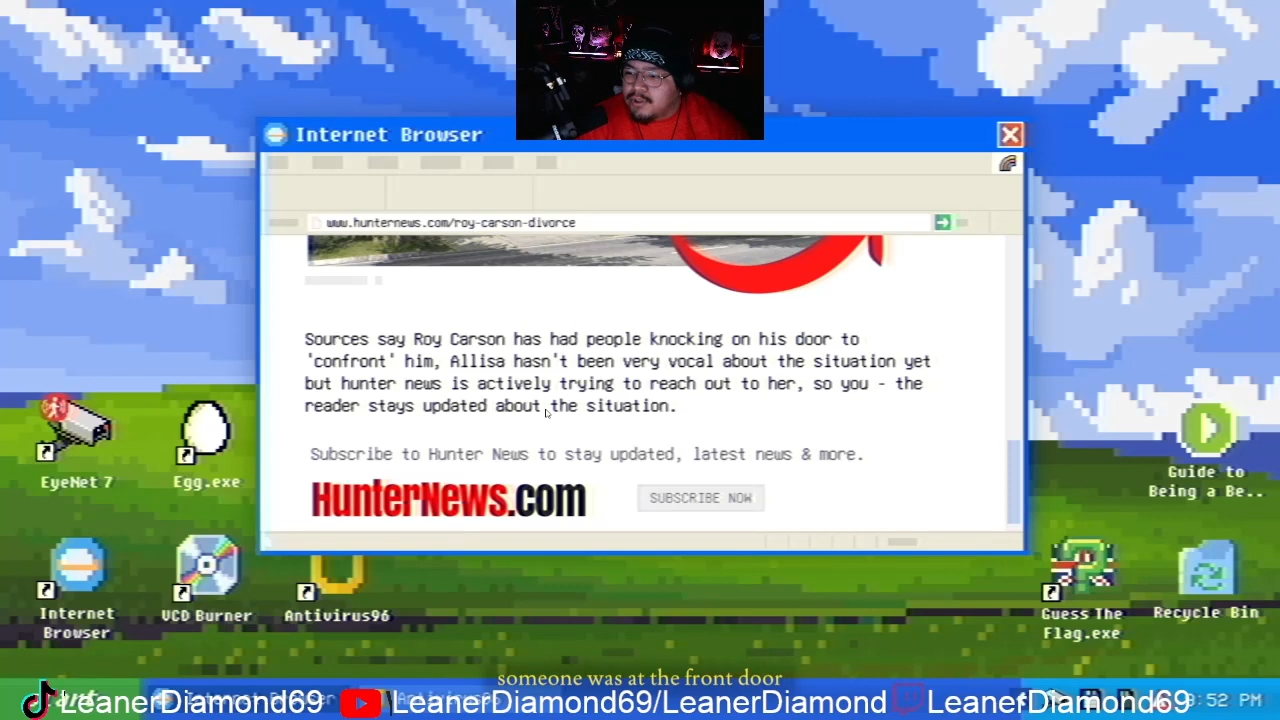 Internet Browser
www.hunternews.com/roy-carson-divorce
Sources say Roy Carson has had people knocking on his door to
'confront' him, Allisa hasn't been very vocal about the situation yet
but hunter news is actively trying to reach out to her, so you - the
reader stays updated about the situation.
Subscribe to Hunter News to stay updated, latest news & more.
HunterNews.com
SUBSCRIBE NOW
EyeNet 7
Egg.exe
Guide to
Being a Be..
Internet
Browser
VCD Burner
Antivirus96
Guess The
Flag.exe
Recycle Bin
someone was at the front door
LeanerDiamond69
LeanerDiamond69/LeanerDiamond69
LeanerDiamond69
:52 PM